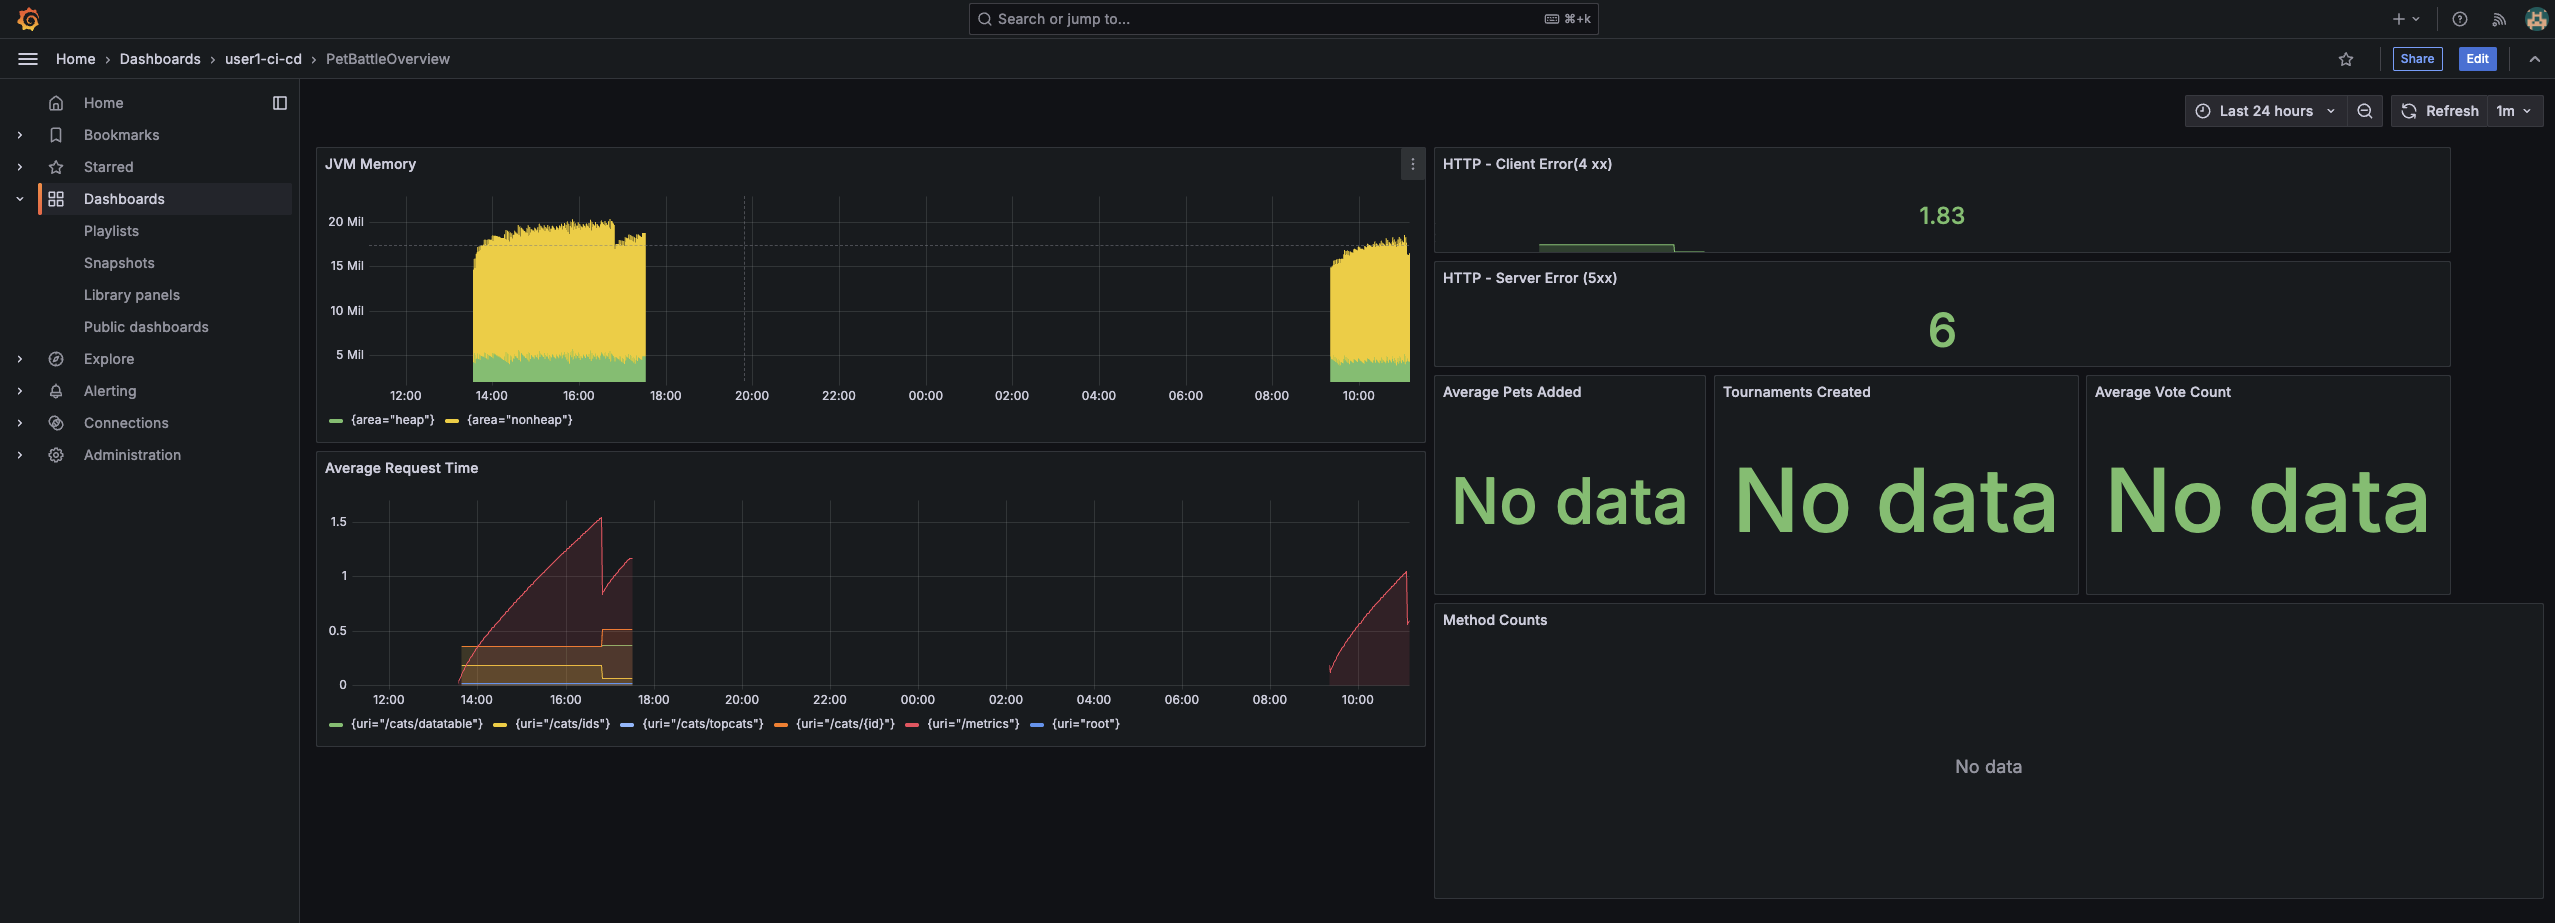 Search or jump to...
⌘+k
Home › Dashboards › user1-ci-cd › PetBattleOverview
Share
Edit
Home
Bookmarks
Starred
Dashboards
Playlists
Snapshots
Library panels
Public dashboards
Explore
Alerting
Connections
Administration
Last 24 hours
Refresh
1m
JVM Memory
20 Mil
15 Mil
10 Mil
5 Mil
12:00 14:00 16:00 18:00 20:00 22:00 00:00 02:00 04:00 06:00 08:00 10:00
{area="heap"} {area="nonheap"}
Average Request Time
1.5
1
0.5
0
12:00 14:00 16:00 18:00 20:00 22:00 00:00 02:00 04:00 06:00 08:00 10:00
{uri="/cats/datatable"} {uri="/cats/ids"} {uri="/cats/topcats"} {uri="/cats/{id}"} {uri="/metrics"} {uri="root"}
HTTP - Client Error(4 xx)
1.83
HTTP - Server Error (5xx)
6
Average Pets Added
No data
Tournaments Created
No data
Average Vote Count
No data
Method Counts
No data